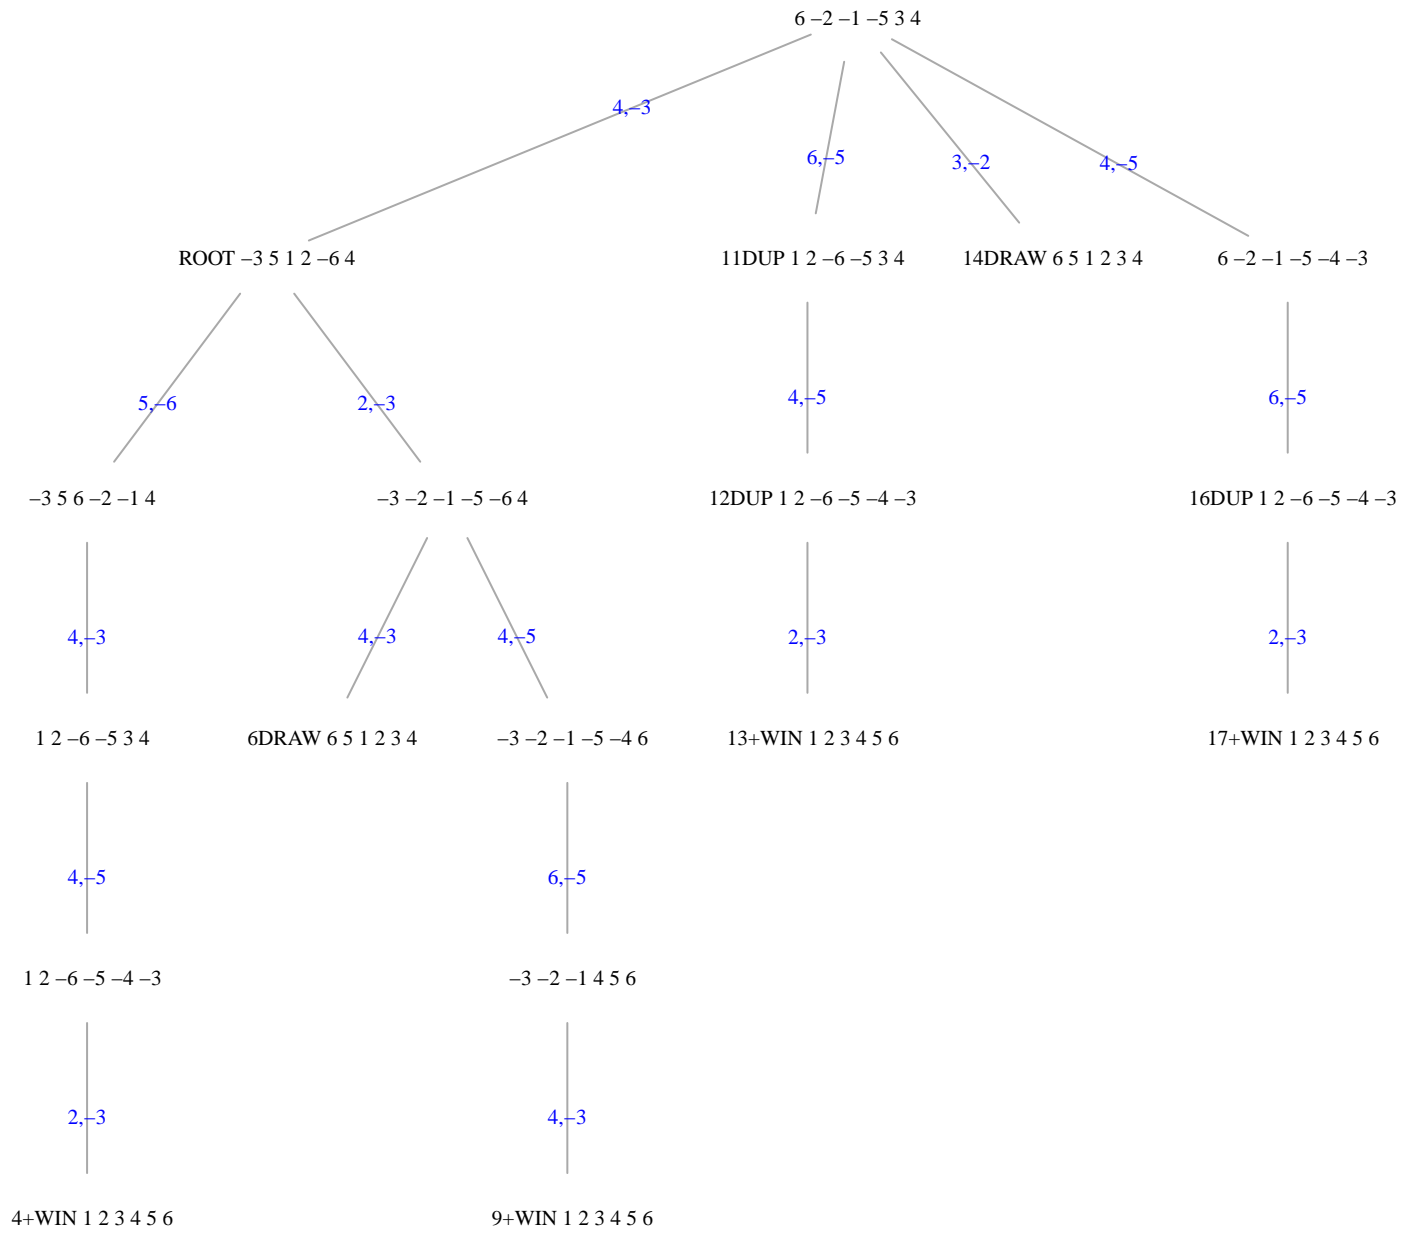 6 –2 –1 –5 3 4
4,–3
6,–5
3,–2
4,–5
ROOT –3 5 1 2 –6 4
11DUP 1 2 –6 –5 3 4
14DRAW 6 5 1 2 3 4
6 –2 –1 –5 –4 –3
5,–6
2,–3
4,–5
6,–5
–3 5 6 –2 –1 4
–3 –2 –1 –5 –6 4
12DUP 1 2 –6 –5 –4 –3
16DUP 1 2 –6 –5 –4 –3
4,–3
4,–3
4,–5
2,–3
2,–3
1 2 –6 –5 3 4
6DRAW 6 5 1 2 3 4
–3 –2 –1 –5 –4 6
13+WIN 1 2 3 4 5 6
17+WIN 1 2 3 4 5 6
4,–5
6,–5
1 2 –6 –5 –4 –3
–3 –2 –1 4 5 6
2,–3
4,–3
4+WIN 1 2 3 4 5 6
9+WIN 1 2 3 4 5 6